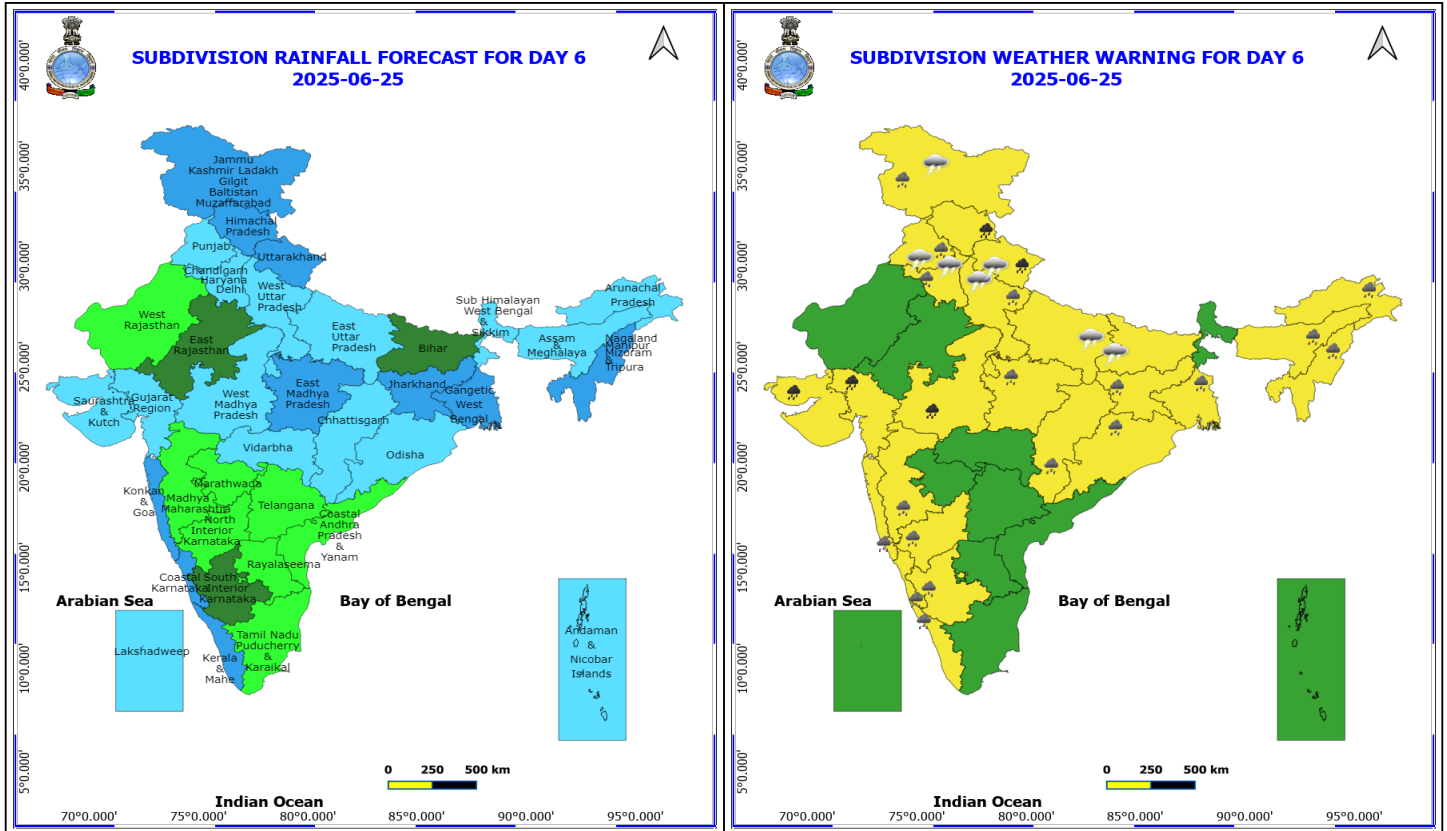 SUBDIVISION RAINFALL FORECAST FOR DAY 6
2025-06-25
40°0.000'
35°0.000'
30°0.000'
25°0.000'
20°0.000'
15°0.000'
10°0.000'
5°0.000'
Jammu
Kashmir Ladakh
Gilgit
Baltistan
Muzaffarabad
Himachal
Pradesh
Punjab
Uttarakhand
Chandigarh
Haryana
Delhi
West
Uttar
Pradesh
West
Rajasthan
East
Rajasthan
East
Uttar
Pradesh
Bihar
Sub Himalayan
West Bengal
&
Sikkim
Arunachal
Pradesh
Assam
&
Meghalaya
Nagaland
Manipur
Mizoram
&
Tripura
Saurashtra
&
Kutch
Gujarat
Region
West
Madhya
Pradesh
East
Madhya
Pradesh
Jharkhand
Gangetic
West
Bengal
Chhattisgarh
Vidarbha
Odisha
Konkan
&
Goa
Marathwada
Madhya
Maharashtra
Telangana
North
Interior
Karnataka
Coastal
Andhra
Pradesh
&
Yanam
Rayalaseema
Coastal
Karnataka
South
Interior
Karnataka
Arabian Sea
Bay of Bengal
Lakshadweep
Kerala
&
Mahe
Tamil Nadu
Puducherry
&
Karaikal
Andaman
&
Nicobar
Islands
0 250 500 km
Indian Ocean
70°0.000' 75°0.000' 80°0.000' 85°0.000' 90°0.000' 95°0.000'
SUBDIVISION WEATHER WARNING FOR DAY 6
2025-06-25
40°0.000'
35°0.000'
30°0.000'
25°0.000'
20°0.000'
15°0.000'
10°0.000'
5°0.000'
Arabian Sea
Bay of Bengal
0 250 500 km
Indian Ocean
70°0.000' 75°0.000' 80°0.000' 85°0.000' 90°0.000' 95°0.000'